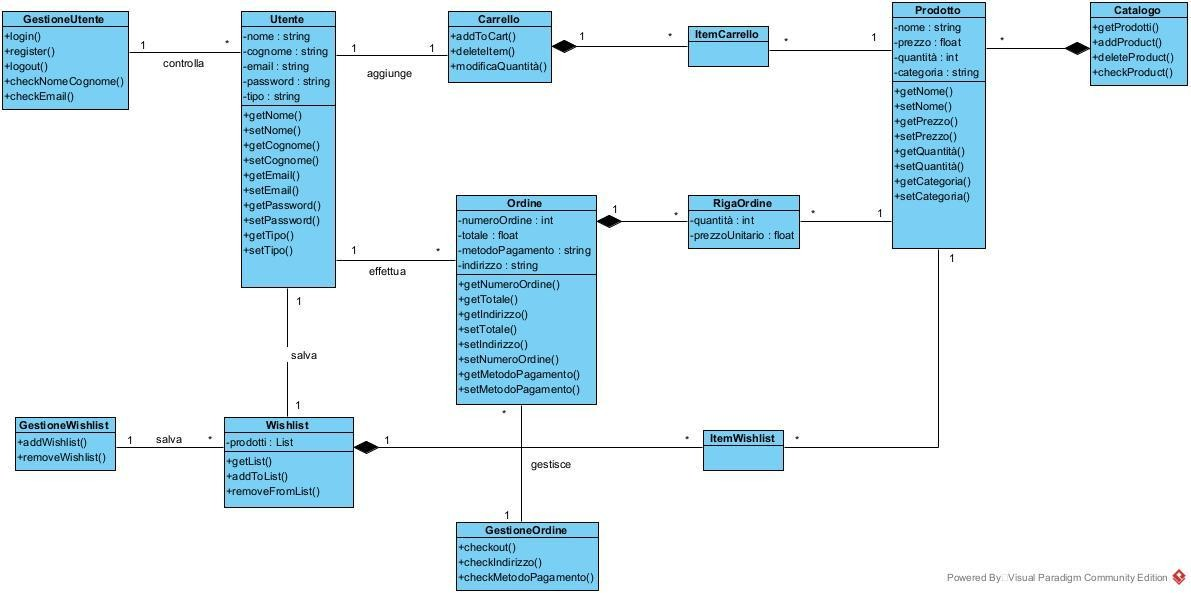 GestioneUtente
+login()
+register()
+logout()
+checkNomeCognome()
+checkEmail()
1
*
controlla
Utente
-nome : string
-cognome : string
-email : string
-password : string
-tipo : string
+getNome()
+setNome()
+getCognome()
+setCognome()
+getEmail()
+setEmail()
+getPassword()
+setPassword()
+getTipo()
+setTipo()
1
1
aggiunge
Carrello
+addToCart()
+deleteItem()
+modificaQuantità()
1
*
ItemCarrello
*
1
Prodotto
-nome : string
-prezzo : float
-quantità : int
-categoria : string
+getNome()
+setNome()
+getPrezzo()
+setPrezzo()
+getQuantità()
+setQuantità()
+getCategoria()
+setCategoria()
*
Catalogo
+getProdotti()
+addProduct()
+deleteProduct()
+checkProduct()
1
*
effettua
Ordine
-numeroOrdine : int
-totale : float
-metodoPagamento : string
-indirizzo : string
+getNumeroOrdine()
+getTotale()
+getIndirizzo()
+setTotale()
+setIndirizzo()
+setNumeroOrdine()
+getMetodoPagamento()
+setMetodoPagamento()
1
*
RigaOrdine
-quantità : int
-prezzoUnitario : float
*
1
1
1
salva
1
GestioneWishlist
+addWishlist()
+removeWishlist()
1
salva
*
Wishlist
-prodotti : List
+getList()
+addToList()
+removeFromList()
1
*
ItemWishlist
*
*
gestisce
1
GestioneOrdine
+checkout()
+checkIndirizzo()
+checkMetodoPagamento()
Powered By Visual Paradigm Community Edition